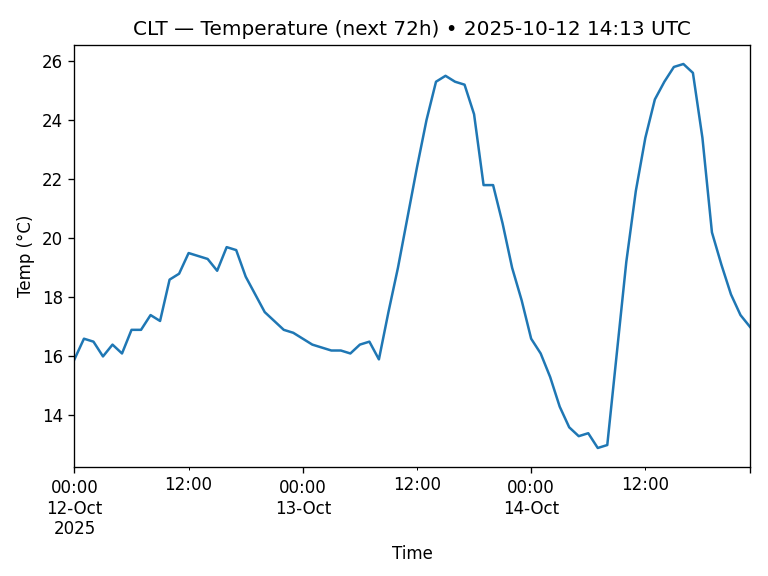 CLT — Temperature (next 72h) • 2025-10-12 14:13 UTC
26
24
22
20
18
16
14
Temp (°C)
00:00 12:00 00:00 12:00 00:00 12:00
12-Oct 13-Oct 14-Oct
2025
Time